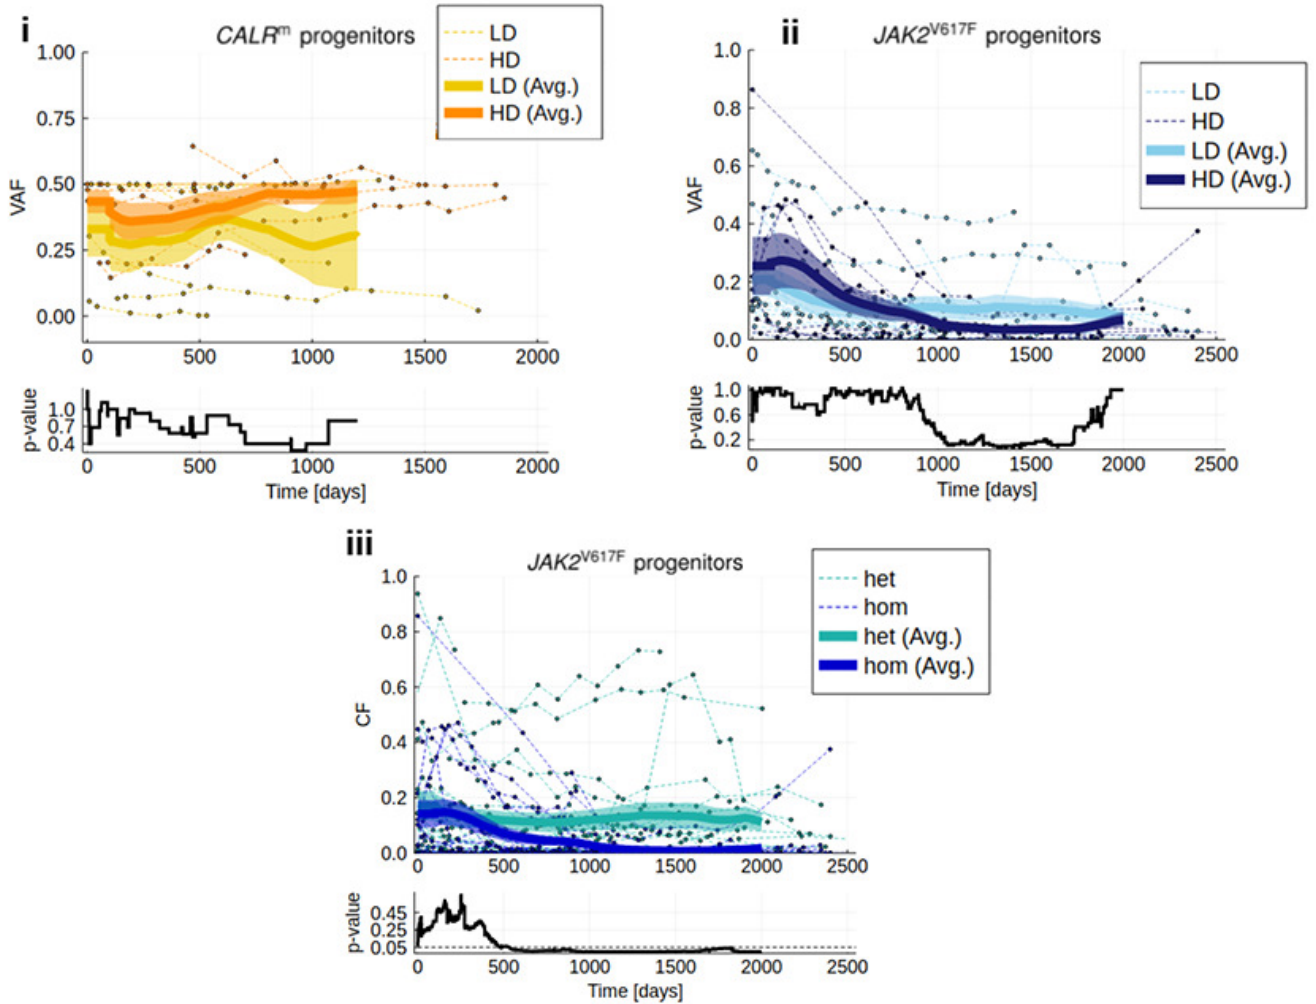 i
CALRᵐ progenitors
LD
HD
LD (Avg.)
HD (Avg.)
1.00
0.75
0.50
0.25
0.00
VAF
0 500 1000 1500 2000
p-value
1.0
0.7
0.4
0 500 1000 1500 2000
Time [days]
ii
JAK2ⱽ⁶¹⁷ᶠ progenitors
LD
HD
LD (Avg.)
HD (Avg.)
1.0
0.8
0.6
0.4
0.2
0.0
VAF
0 500 1000 1500 2000 2500
p-value
1.0
0.6
0.2
0 500 1000 1500 2000 2500
Time [days]
iii
JAK2ⱽ⁶¹⁷ᶠ progenitors
het
hom
het (Avg.)
hom (Avg.)
1.0
0.8
0.6
0.4
0.2
0.0
CF
0 500 1000 1500 2000 2500
p-value
0.45
0.25
0.05
0 500 1000 1500 2000 2500
Time [days]